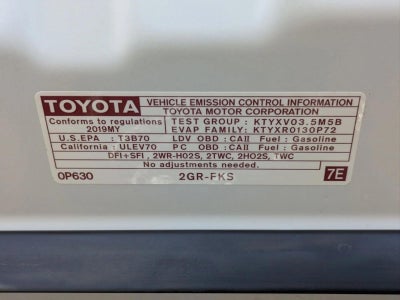 TOYOTA VEHICLE EMISSION CONTROL INFORMATION
TOYOTA MOTOR CORPORATION
Conforms to regulations TEST GROUP : KTYXV03.5M5B
2019MY EVAP FAMILY: KTYXR0130P72
U.S.EPA : T3B70 LDV OBD : CAII Fuel : Gasoline
California : ULEV70 PC OBD : CAII Fuel : Gasoline
DFI+SFI , 2WR-HO2S, 2TWC, 2HO2S, TWC
No adjustments needed.
0P630 2GR-FKS 7E